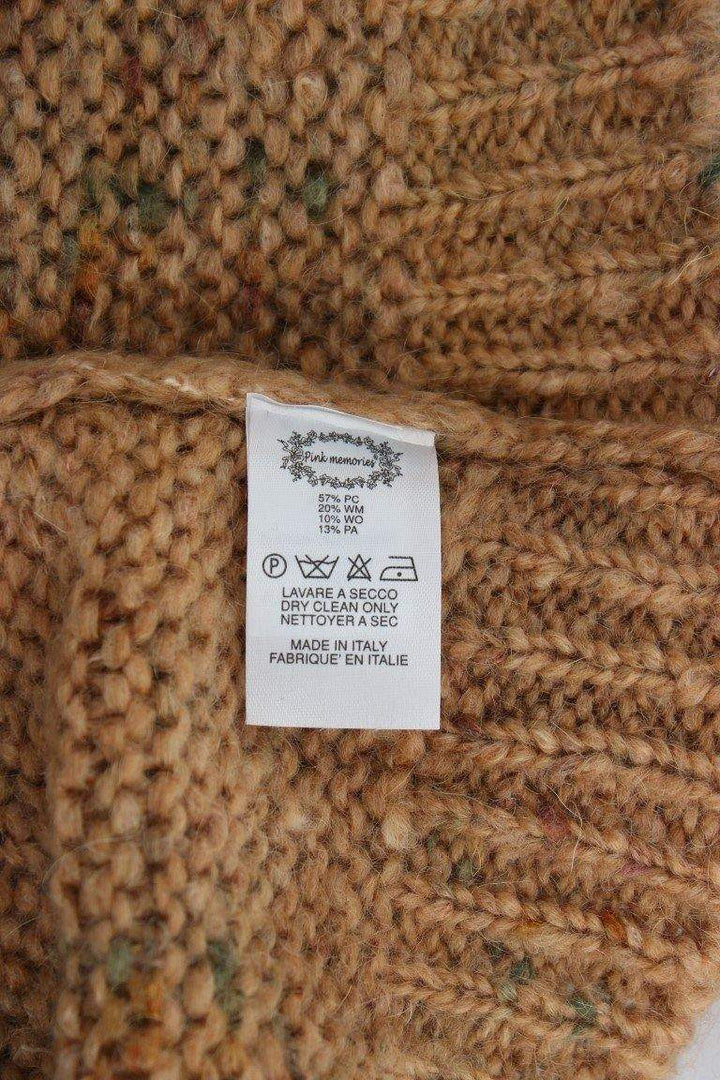 Pink memories®
57% PC
20% WM
10% WO
13% PA
P
LAVARE A SECCO
DRY CLEAN ONLY
NETTOYER A SEC
MADE IN ITALY
FABRIQUE' EN ITALIE